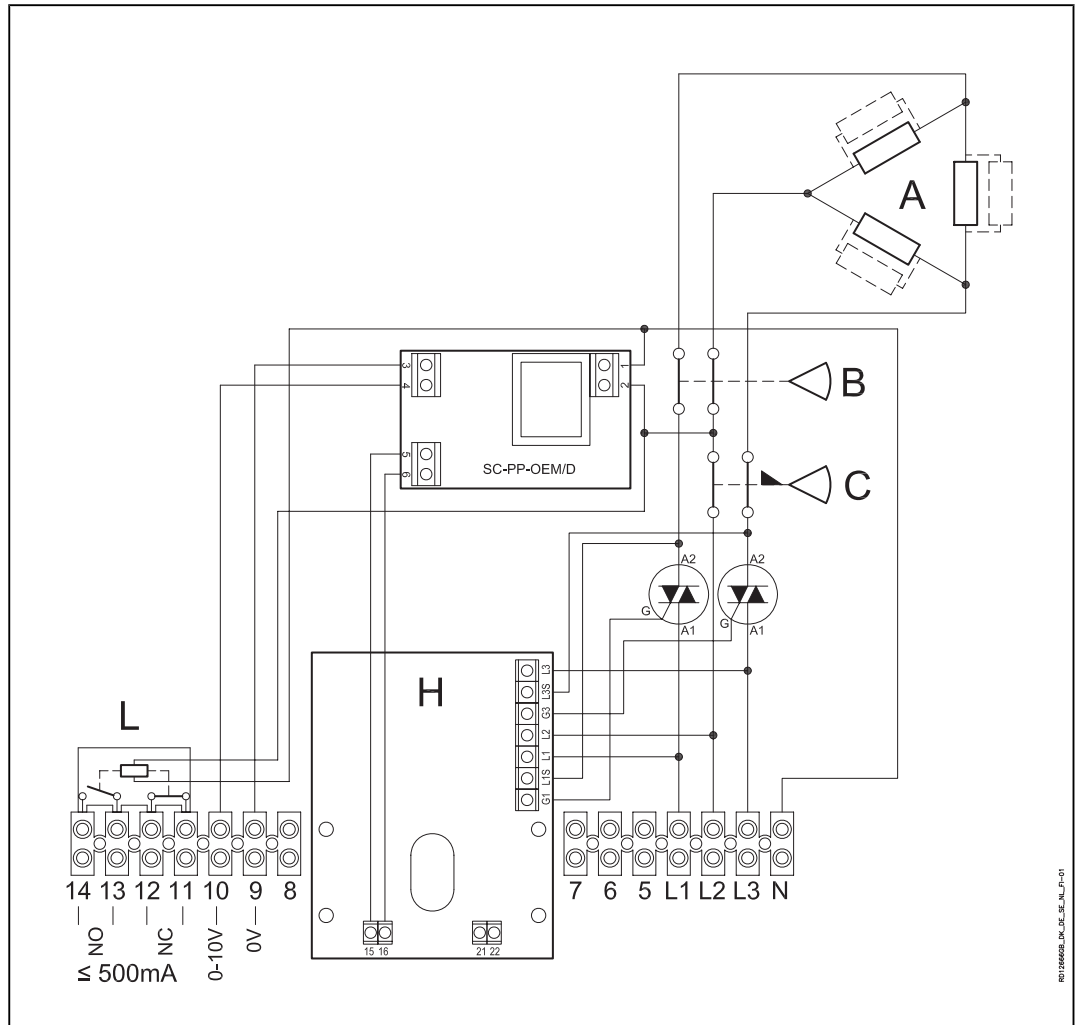 A
B
C
3
4
1
2
5
6
SC-PP-OEM/D
A2
A2
G
G
A1
A1
H
L3
L3S
G3
L2
L1
L1S
G1
L
14 13 12 11 10 9 8
7 6 5 L1 L2 L3 N
NO
NC
0-10V
0V
≤ 500mA
15 16
21 22
RD12666GB_DK_DE_SE_NL_FI-01